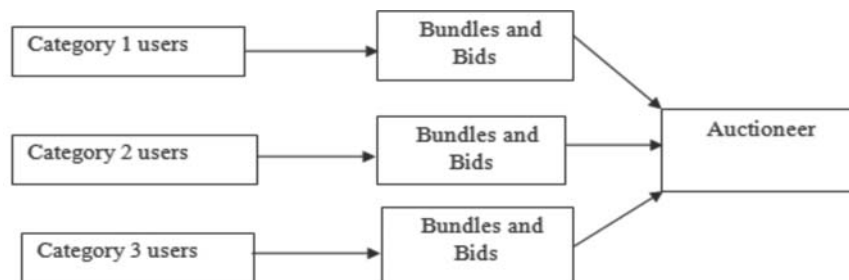 Category 1 users
Bundles and
Bids
Category 2 users
Bundles and
Bids
Auctioneer
Category 3 users
Bundles and
Bids